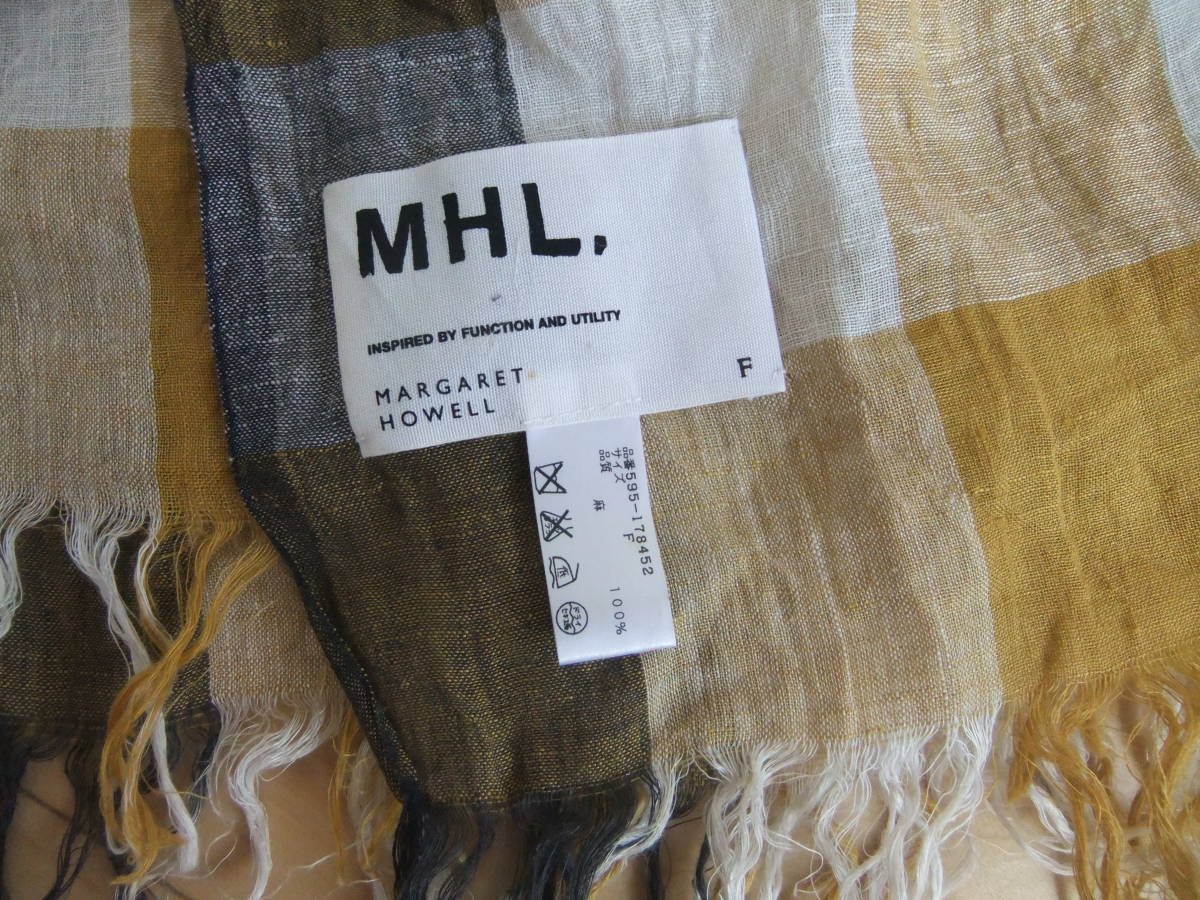 MHL.
INSPIRED BY FUNCTION AND UTILITY
MARGARET
HOWELL
F
品番595-178452
サイズ F
品質 麻 100%